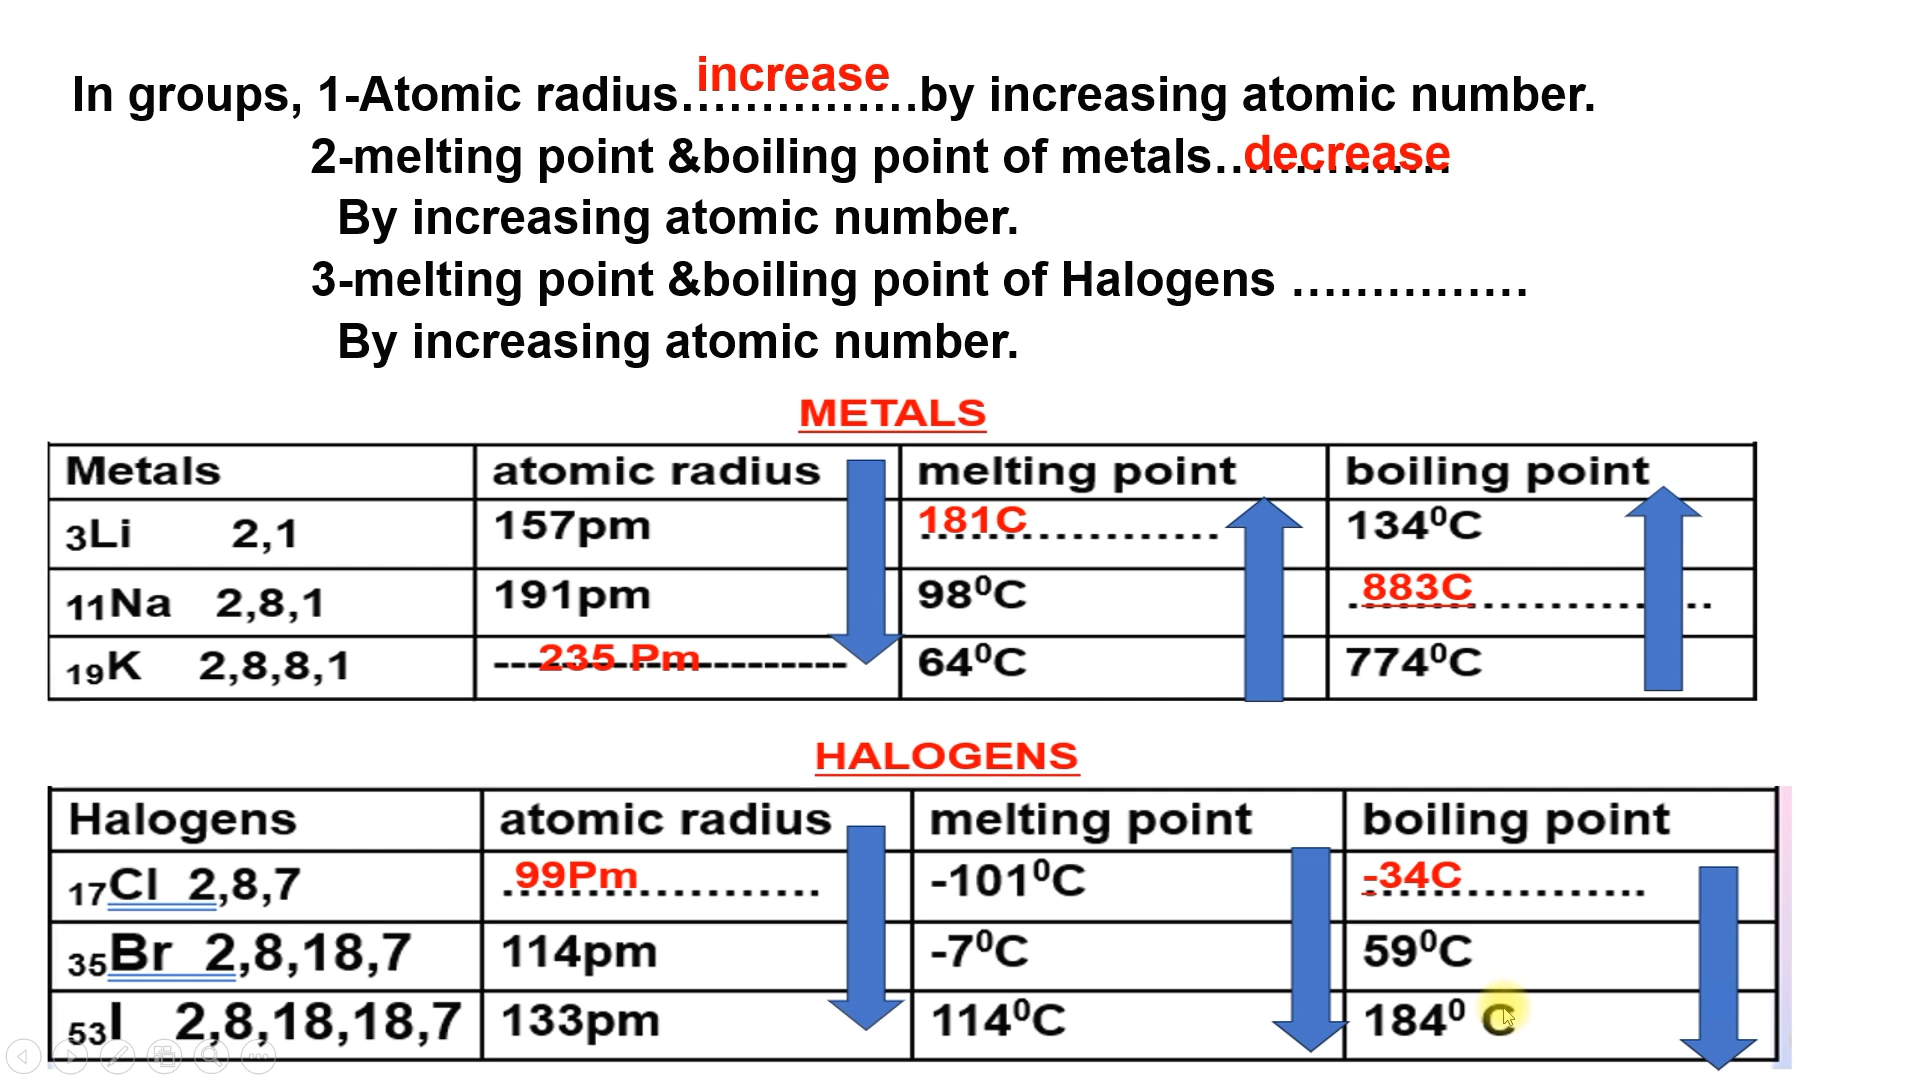 In groups, 1-Atomic radius...............increase by increasing atomic number.
2-melting point &boiling point of metals...............decrease
By increasing atomic number.
3-melting point &boiling point of Halogens ……………
By increasing atomic number.
METALS
Metals atomic radius melting point boiling point
₃Li 2,1 157pm 181C.................. 134⁰C
₁₁Na 2,8,1 191pm 98⁰C 883C........................
₁₉K 2,8,8,1 ---235 Pm--------------- 64⁰C 774⁰C
HALOGENS
Halogens atomic radius melting point boiling point
₁₇Cl 2,8,7 99Pm.................. -101⁰C -34C.................
₃₅Br 2,8,18,7 114pm -7⁰C 59⁰C
₅₃I 2,8,18,18,7 133pm 114⁰C 184⁰ C